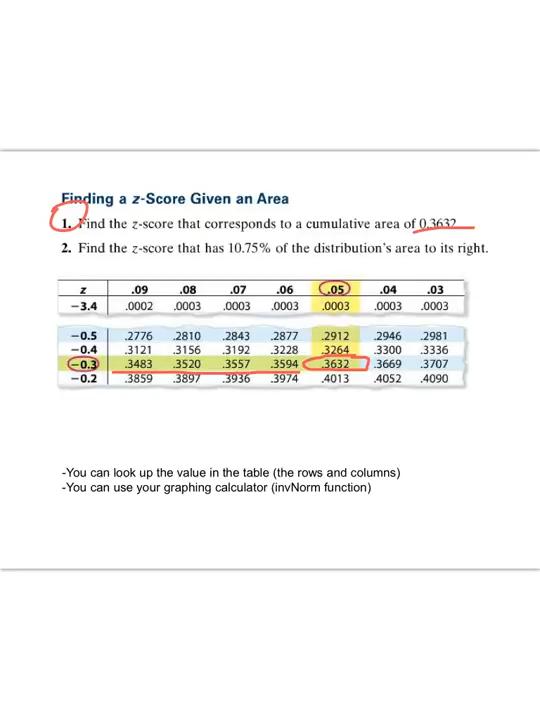 Finding a z-Score Given an Area
1. Find the z-score that corresponds to a cumulative area of 0.3632.
2. Find the z-score that has 10.75% of the distribution's area to its right.
z .09 .08 .07 .06 .05 .04 .03
−3.4 .0002 .0003 .0003 .0003 .0003 .0003 .0003
−0.5 .2776 .2810 .2843 .2877 .2912 .2946 .2981
−0.4 .3121 .3156 .3192 .3228 .3264 .3300 .3336
−0.3 .3483 .3520 .3557 .3594 .3632 .3669 .3707
−0.2 .3859 .3897 .3936 .3974 .4013 .4052 .4090
-You can look up the value in the table (the rows and columns)
-You can use your graphing calculator (invNorm function)